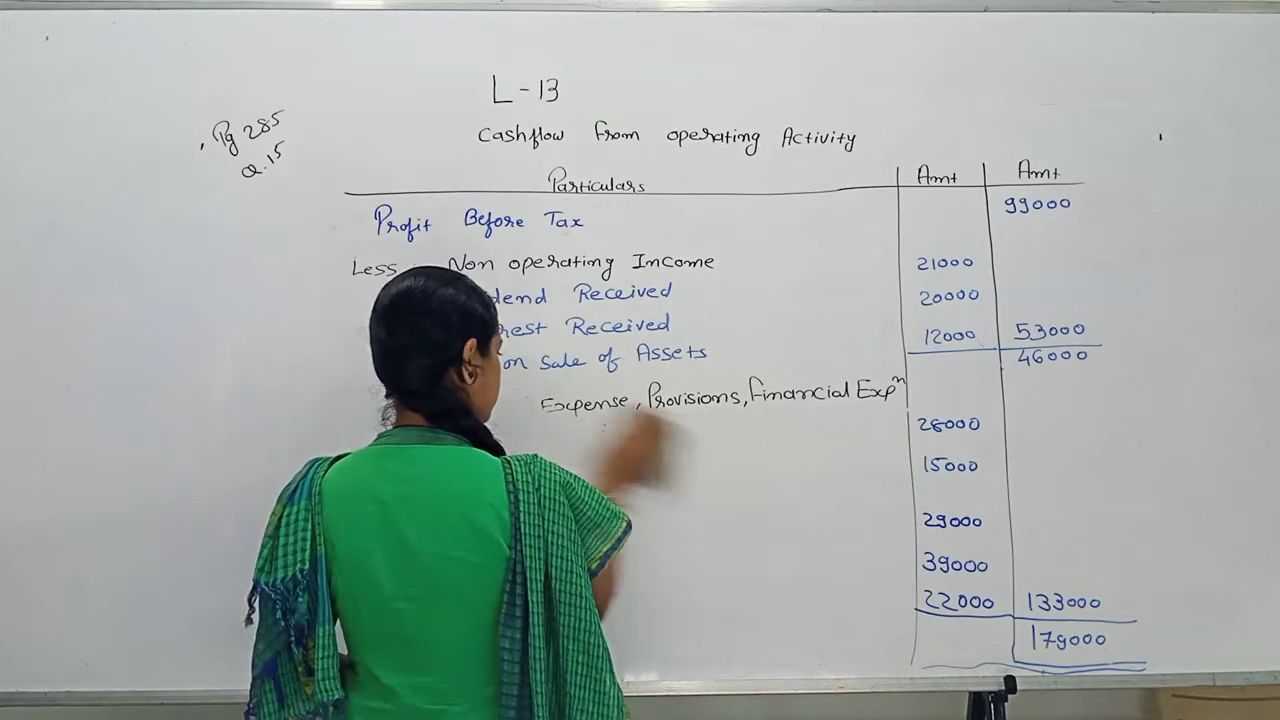 L-13
Pg 285
Q.15
Cashflow from operating Activity
Particulars Amt Amt
Profit Before Tax 99000
Less Non operating Income 21000
Received 20000
Received 12000 53000
on sale of Assets 46000
Expense, Provisions, Financial Expⁿ
28000
15000
29000
39000
22000 133000
179000